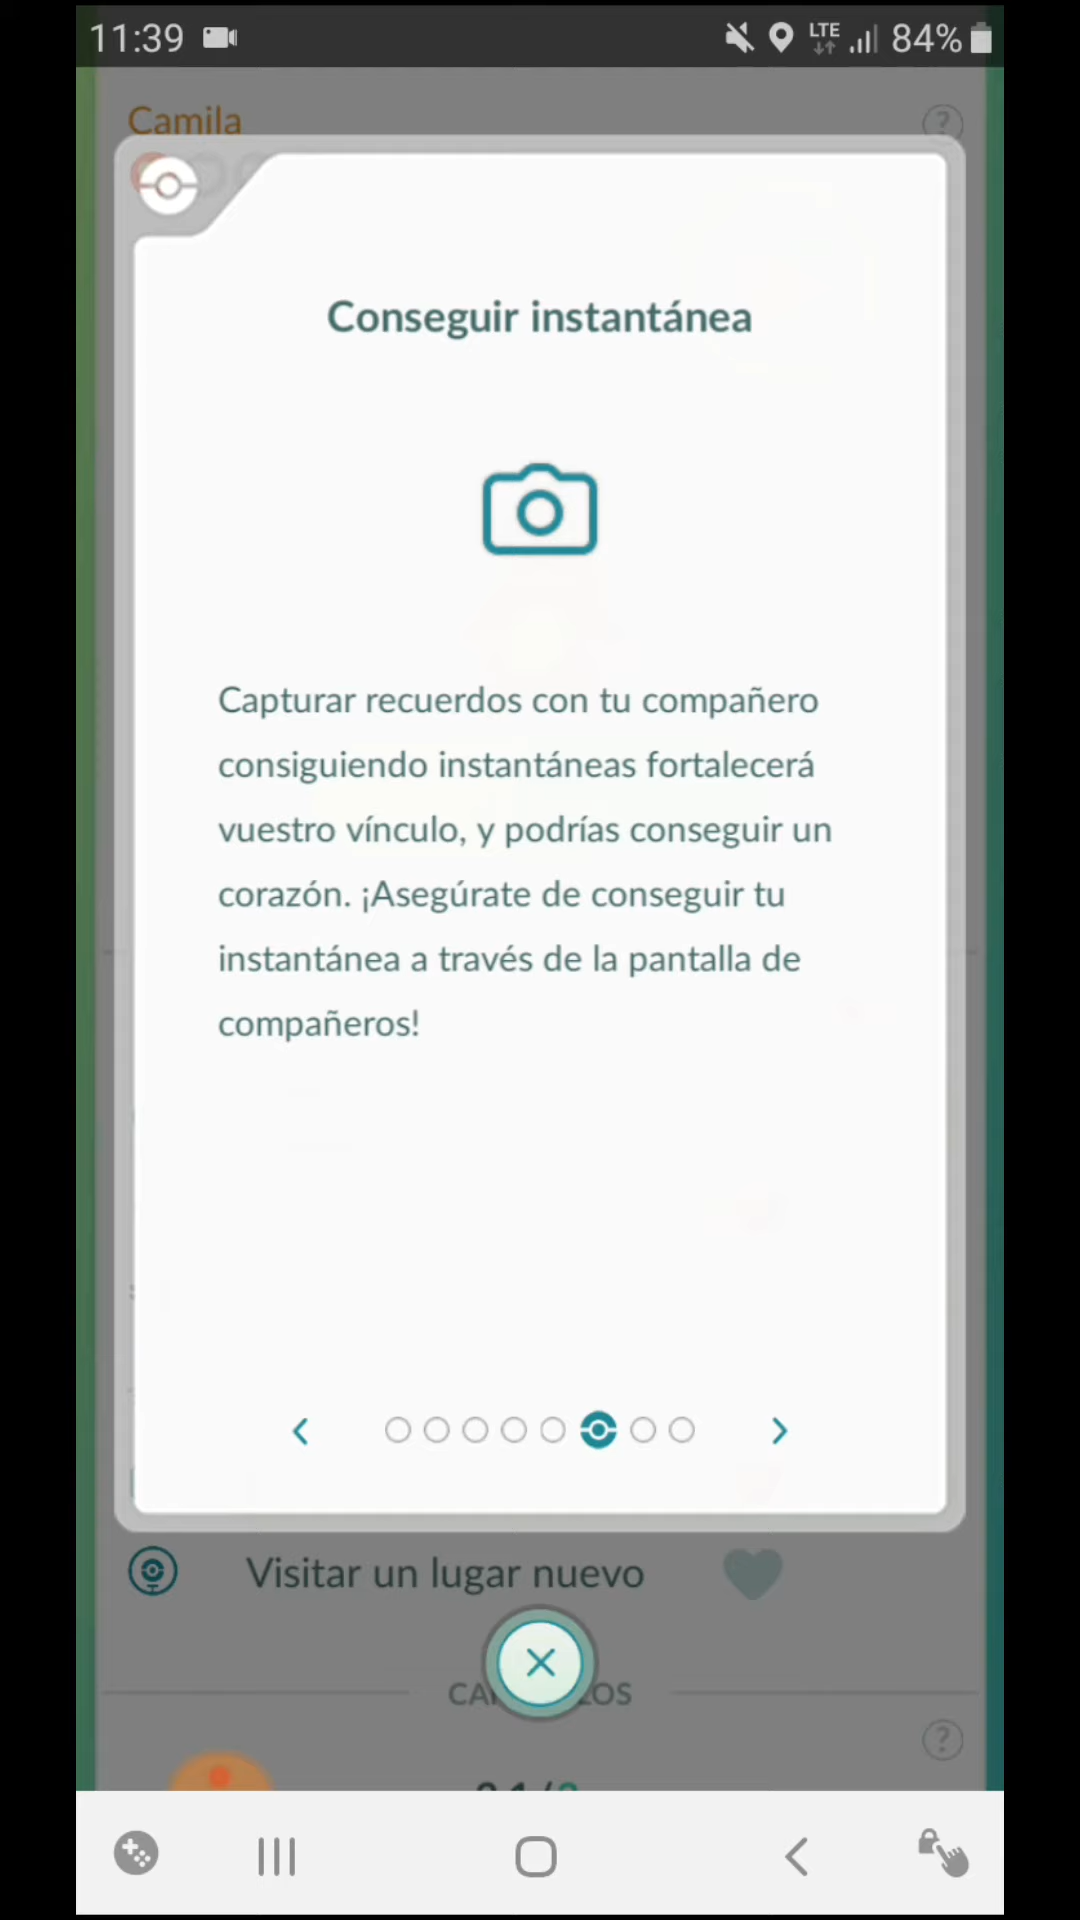 11:39
LTE
84%
Camila
?
Conseguir instantánea
Capturar recuerdos con tu compañero
consiguiendo instantáneas fortalecerá
vuestro vínculo, y podrías conseguir un
corazón. ¡Asegúrate de conseguir tu
instantánea a través de la pantalla de
compañeros!
Visitar un lugar nuevo
?